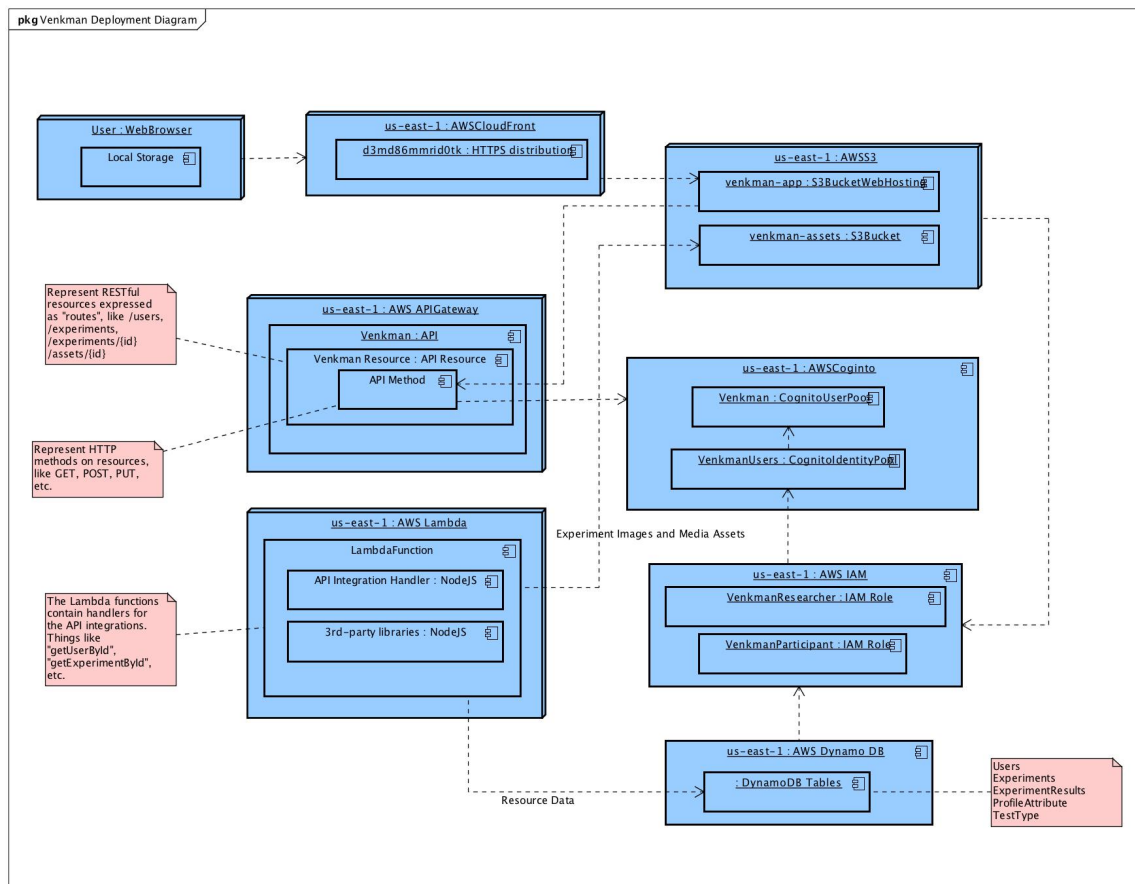 pkg Venkman Deployment Diagram
User : WebBrowser
Local Storage
us-east-1 : AWSCloudFront
d3md86mmrid0tk : HTTPS distribution
us-east-1 : AWSS3
venkman-app : S3BucketWebHosting
venkman-assets : S3Bucket
Represent RESTful
resources expressed
as "routes", like /users,
/experiments,
/experiments/{id}
/assets/{id}
us-east-1 : AWS APIGateway
Venkman : API
Venkman Resource : API Resource
API Method
us-east-1 : AWSCoginto
Venkman : CognitoUserPool
VenkmanUsers : CognitoIdentityPool
Represent HTTP
methods on resources,
like GET, POST, PUT,
etc.
us-east-1 : AWS Lambda
LambdaFunction
API Integration Handler : NodeJS
3rd-party libraries : NodeJS
Experiment Images and Media Assets
us-east-1 : AWS IAM
VenkmanResearcher : IAM Role
VenkmanParticipant : IAM Role
The Lambda functions
contain handlers for
the API integrations.
Things like
"getUserById",
"getExperimentById",
etc.
us-east-1 : AWS Dynamo DB
: DynamoDB Tables
Resource Data
Users
Experiments
ExperimentResults
ProfileAttribute
TestType